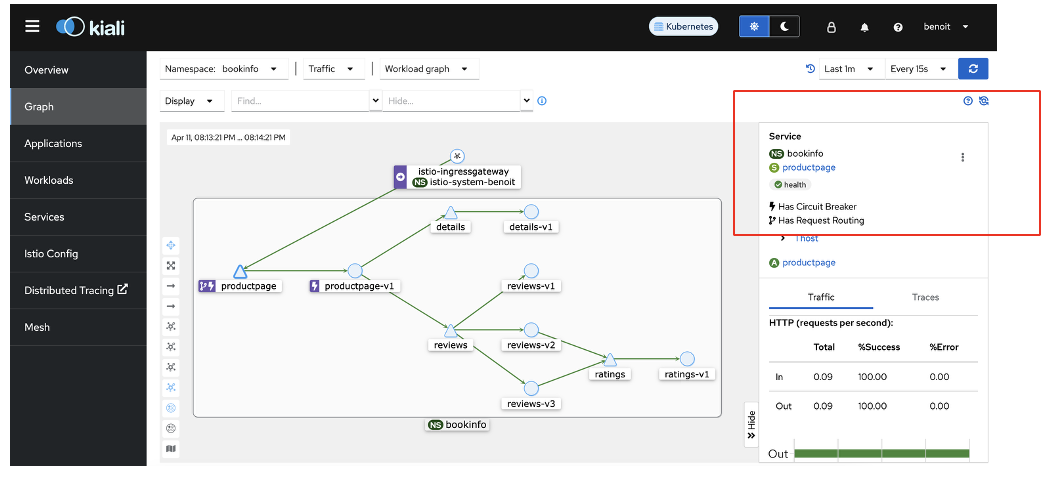 kiali
Kubernetes
benoit
Overview
Graph
Applications
Workloads
Services
Istio Config
Distributed Tracing
Mesh
Namespace: bookinfo
Traffic
Workload graph
Last 1m
Every 15s
Display
Find...
Hide...
Apr 11, 08:13:21 PM ... 08:14:21 PM
istio-ingressgateway
NS istio-system-benoit
details
details-v1
productpage
productpage-v1
reviews-v1
reviews
reviews-v2
ratings
ratings-v1
reviews-v3
NS bookinfo
Hide
Service
NS bookinfo
S productpage
health
Has Circuit Breaker
Has Request Routing
1 host
A productpage
Traffic
Traces
HTTP (requests per second):
Total %Success %Error
In 0.09 100.00 0.00
Out 0.09 100.00 0.00
Out